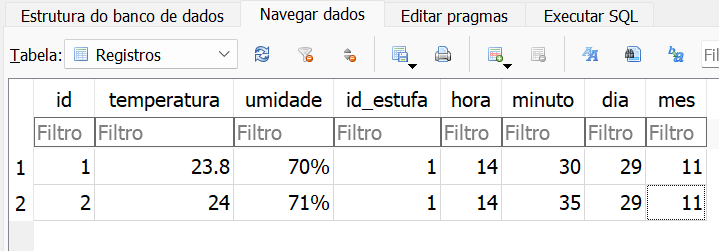 Estrutura do banco de dados Navegar dados Editar pragmas Executar SQL
Tabela: Registros
id temperatura umidade id_estufa hora minuto dia mes
Filtro Filtro Filtro Filtro Filtro Filtro Filtro Filtro
1 1 23.8 70% 1 14 30 29 11
2 2 24 71% 1 14 35 29 11